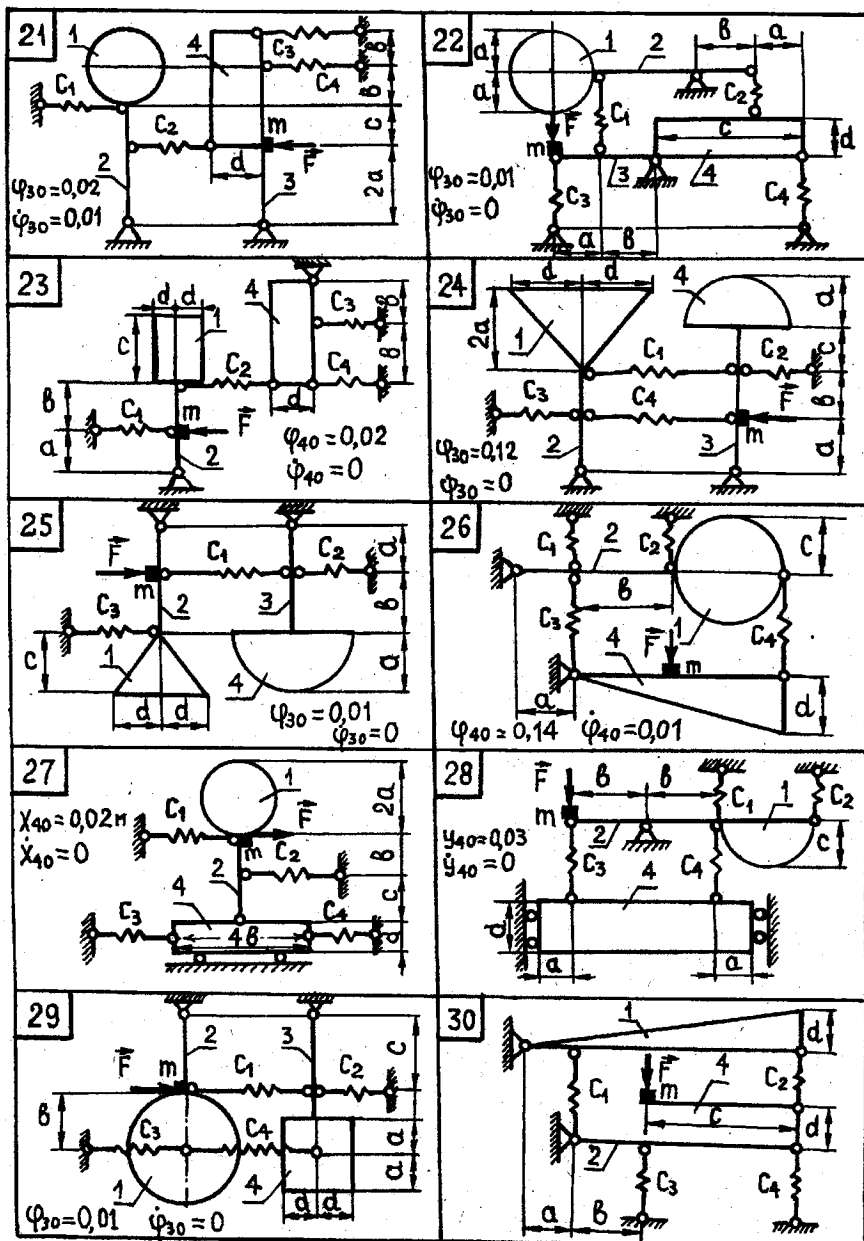 21
1
4
C₃
C₄
в
в
C₁
C₂
m
F⃗
c
d
2
3
2a
φ₃₀=0,02
φ̇₃₀=0,01
22
a
a
1
2
в
a
C₂
F⃗
C₁
m
c
d
3
4
C₃
C₄
φ₃₀=0,01
φ̇₃₀=0
a
в
23
d
d
1
c
4
C₃
в
C₂
C₄
в
в
C₁
m
F⃗
d
a
2
φ₄₀=0,02
φ̇₄₀=0
24
d
d
4
a
2a
1
c
C₁
C₂
C₃
C₄
в
F⃗
m
2
3
a
φ₃₀=0,12
φ̇₃₀=0
25
F⃗
C₁
C₂
a
m
2
3
в
C₃
c
1
4
a
d
d
φ₃₀=0,01
φ̇₃₀=0
26
C₁
2
C₂
c
в
C₃
F⃗
1
C₄
4
m
a
d
φ₄₀=0,14
φ̇₄₀=0,01
27
1
2a
x₄₀=0,02м
ẋ₄₀=0
C₁
F⃗
m
C₂
в
2
c
C₃
4
C₄
4в
d
28
F⃗
в
в
C₁
1
C₂
m
2
c
y₄₀=0,03
ẏ₄₀=0
C₃
C₄
4
d
a
a
29
2
3
c
F⃗
m
C₁
C₂
в
C₃
C₄
a
a
1
4
d
d
φ₃₀=0,01
φ̇₃₀=0
30
1
d
F⃗
C₁
m
4
C₂
c
d
2
C₃
C₄
a
в